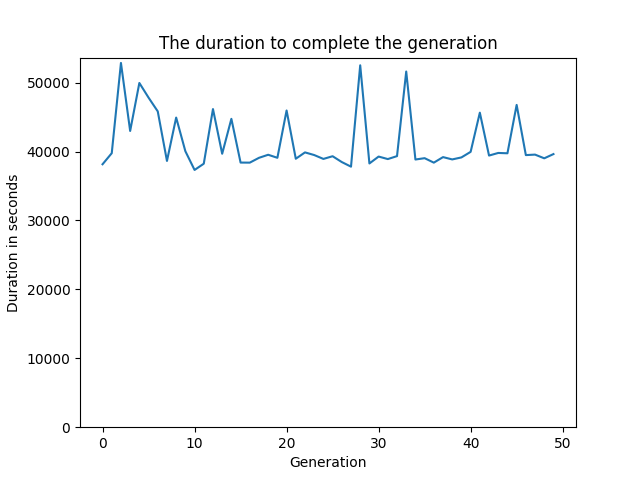 The duration to complete the generation
50000
40000
30000
20000
10000
0
Duration in seconds
0 10 20 30 40 50
Generation